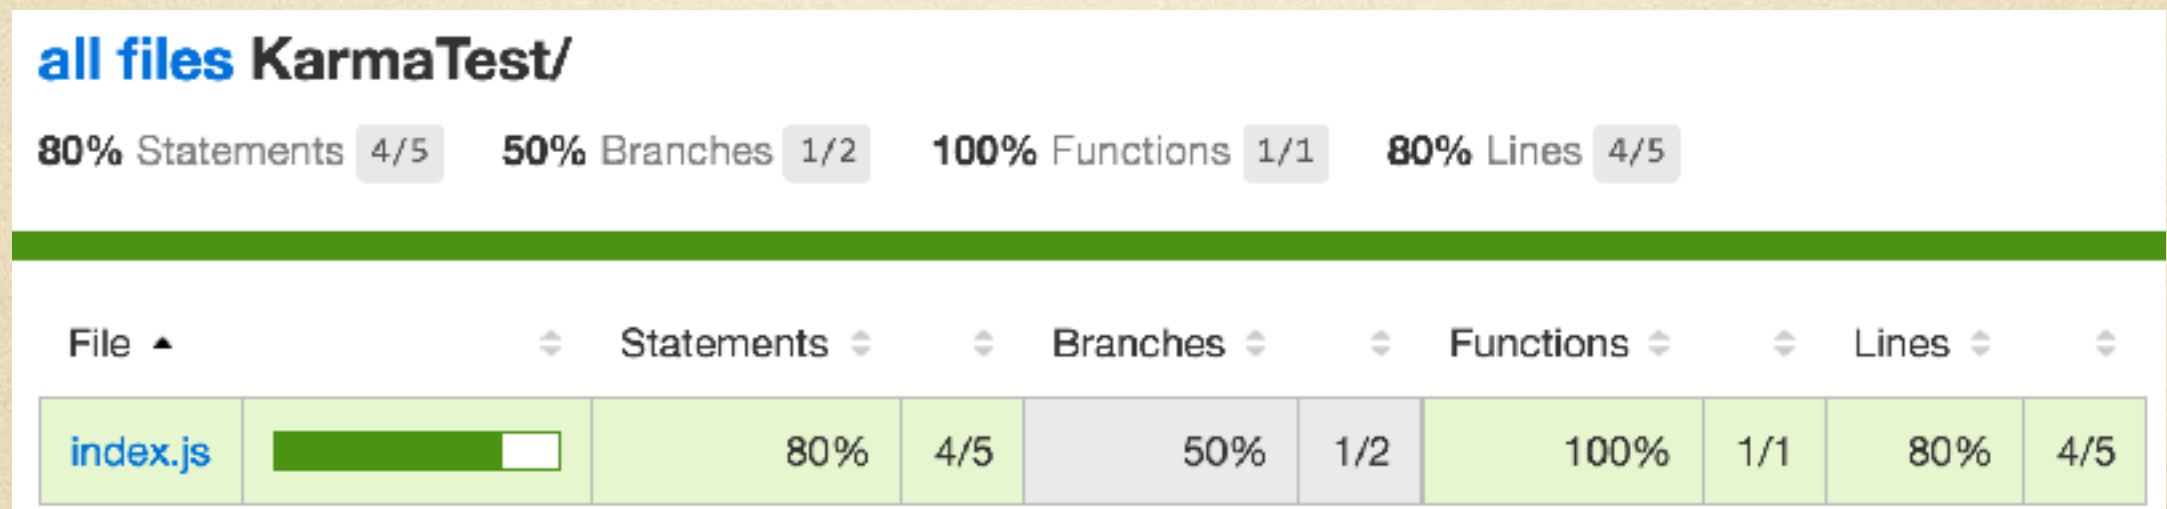 all files KarmaTest/
80% Statements 4/5 50% Branches 1/2 100% Functions 1/1 80% Lines 4/5
File Statements Branches Functions Lines
index.js 80% 4/5 50% 1/2 100% 1/1 80% 4/5